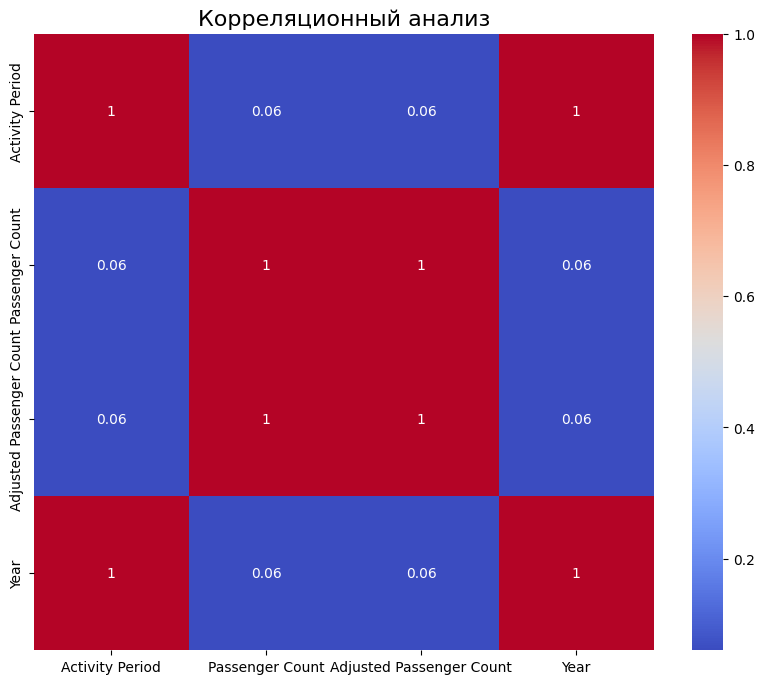 Корреляционный анализ
Activity Period
1
0.06
0.06
1
Passenger Count
0.06
1
1
0.06
Adjusted Passenger Count
0.06
1
1
0.06
Year
1
0.06
0.06
1
Activity Period
Passenger Count
Adjusted Passenger Count
Year
1.0
0.8
0.6
0.4
0.2